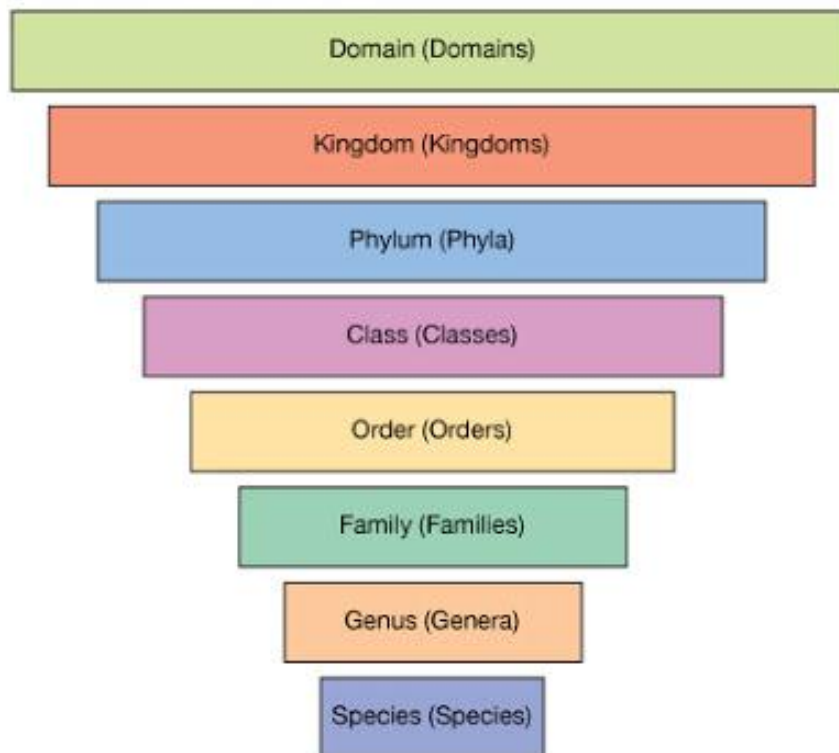 Domain (Domains)
Kingdom (Kingdoms)
Phylum (Phyla)
Class (Classes)
Order (Orders)
Family (Families)
Genus (Genera)
Species (Species)